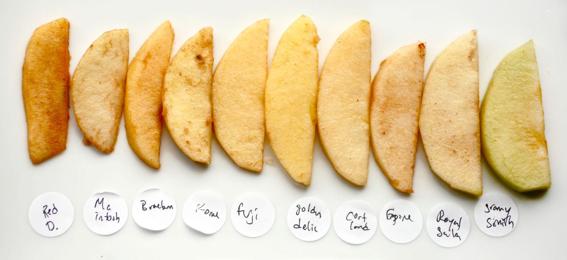 Red
D.
Mc
Intosh
Braeburn
fuji
golden
delic
Cort
land
Royal
Gala
granny
Smith